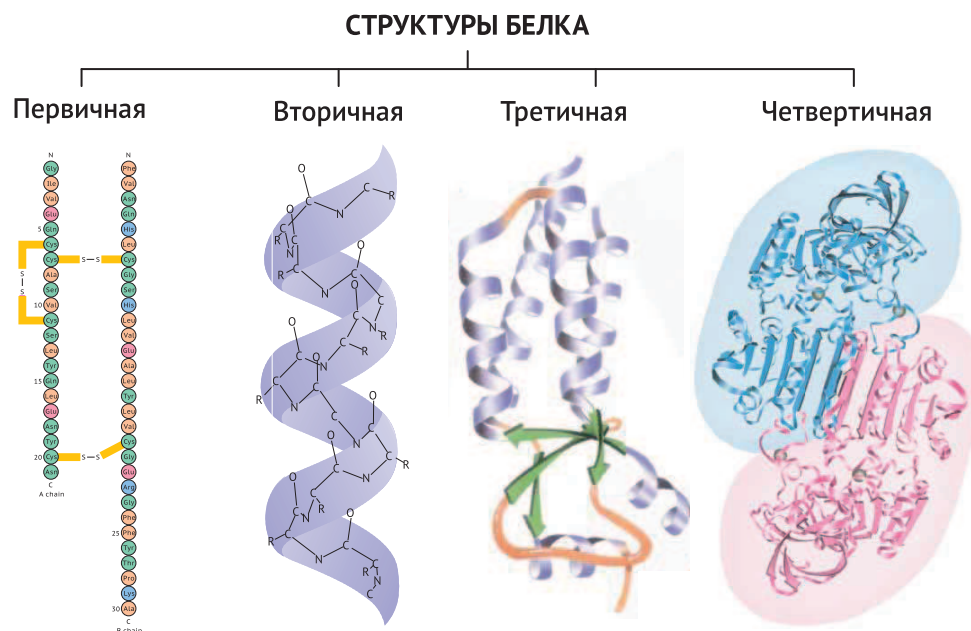 СТРУКТУРЫ БЕЛКА
Первичная
Вторичная
Третичная
Четвертичная
N
Gly
Ile
Val
Glu
5 Gln
Cys
Cys
Ala
Ser
10 Val
Cys
Ser
Leu
Tyr
15 Gln
Leu
Glu
Asn
Tyr
20 Cys
Asn
C
A chain
S
S
S–S
S–S
N
Phe
Val
Asn
Gln
His
Leu
Cys
Gly
Ser
His
Leu
Val
Glu
Ala
Leu
Tyr
Leu
Val
Cys
Gly
Glu
Arg
Gly
Phe
25 Phe
Tyr
Thr
Pro
Lys
30 Ala
C
B chain
O
C
C
R
O
N
C
R
C
N
O
R
C
N
C
O
C
C
N
R
O
C
R
C
O
C
C
R
N
C
O
N
C
O
C
R
C
N
O
C
N
R
O
C
R
N
C
C
R
N
C